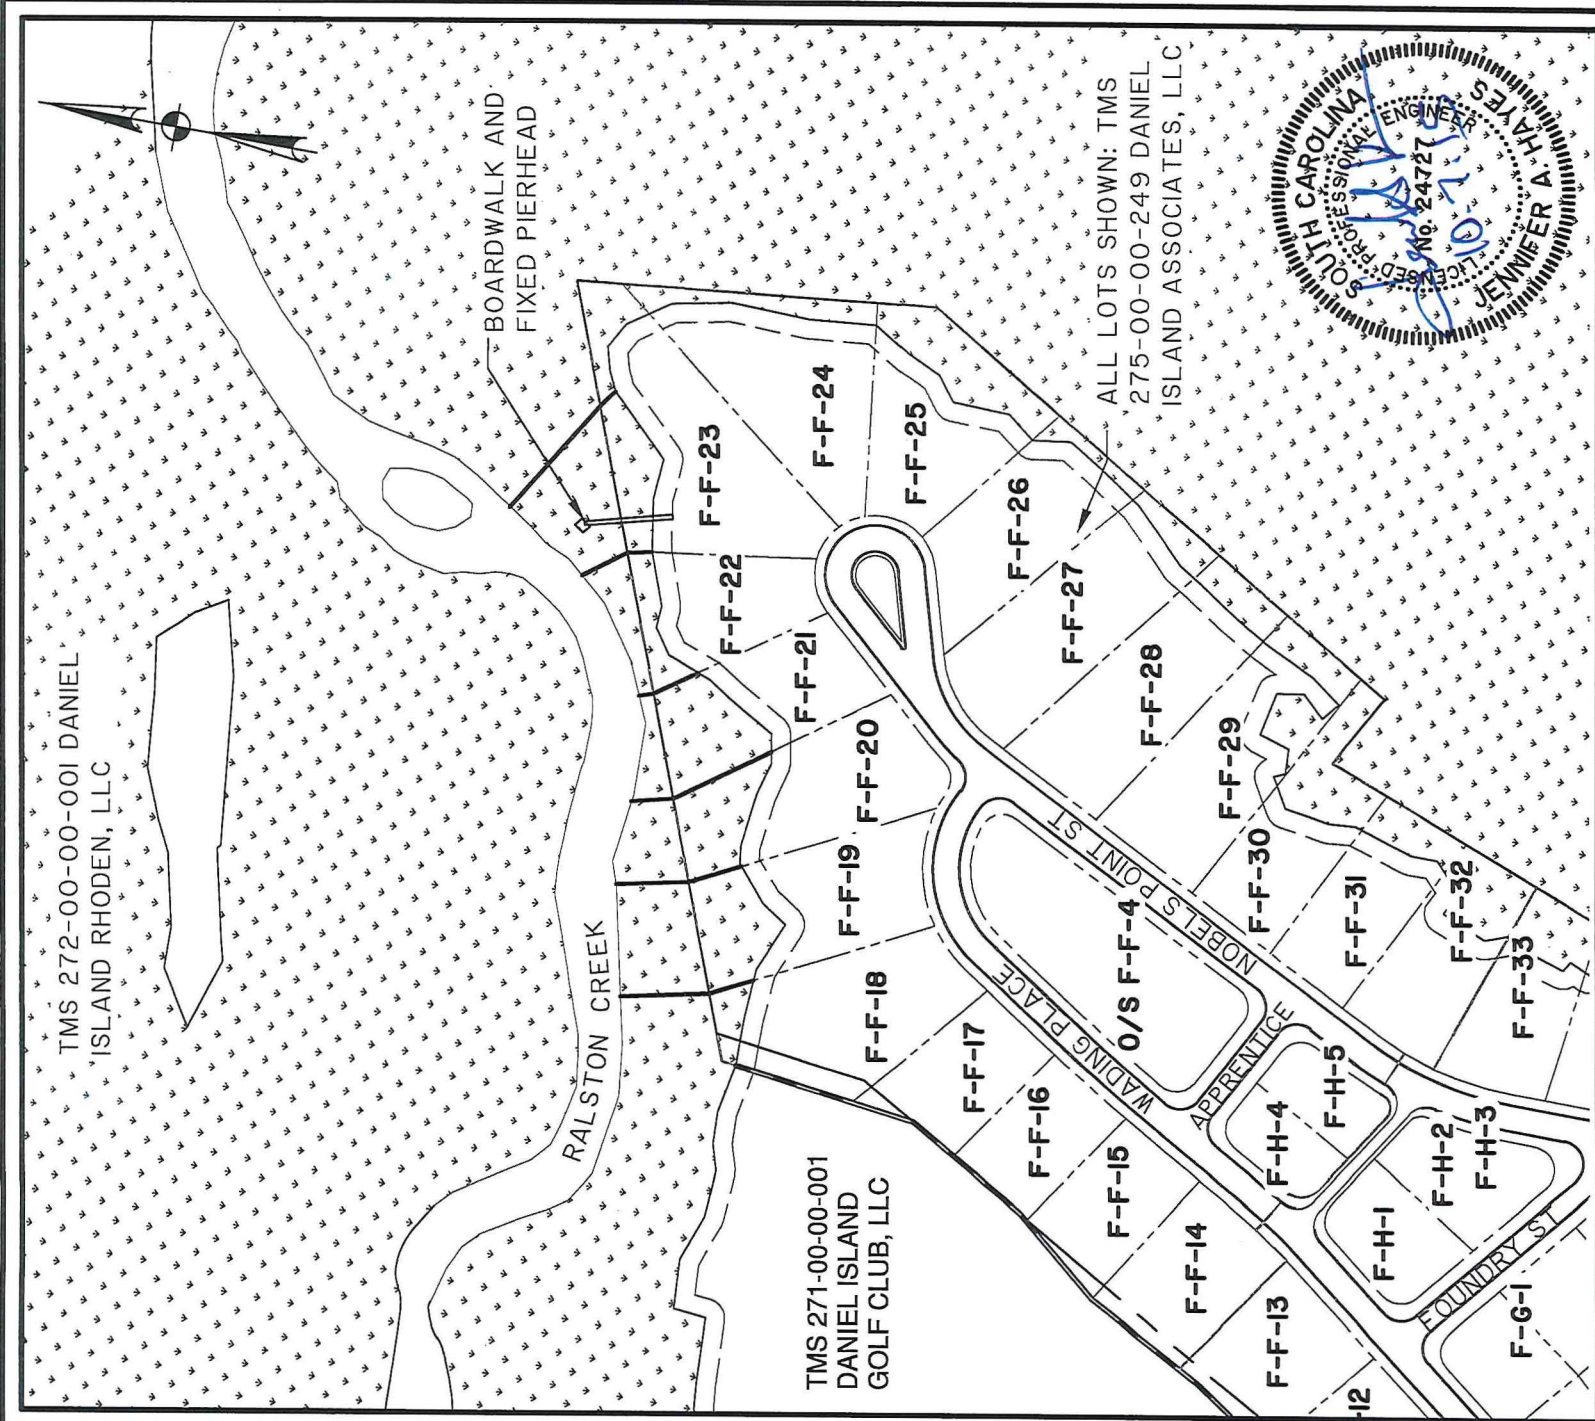 TMS 272-00-00-001 DANIEL
ISLAND RHODEN, LLC
BOARDWALK AND
FIXED PIERHEAD
ALL LOTS SHOWN: TMS
275-00-00-249 DANIEL
ISLAND ASSOCIATES, LLC
SOUTH CAROLINA
LICENSED PROFESSIONAL ENGINEER
No. 24727
JENNIFER A. HAYES
RALSTON CREEK
TMS 271-00-00-001
DANIEL ISLAND
GOLF CLUB, LLC
F-F-24
F-F-23
F-F-25
F-F-22
F-F-26
F-F-21
F-F-27
F-F-20
F-F-28
F-F-19
F-F-29
F-F-18
F-F-30
F-F-17
F-F-31
F-F-16
F-F-32
F-F-15
F-F-33
F-F-14
F-F-13
-12
O/S F-F-4
WADING PLACE
NOBELS POINT ST
APPRENTICE
F-H-4
F-H-5
F-H-1
F-H-2
F-H-3
FOUNDRY ST
F-G-1